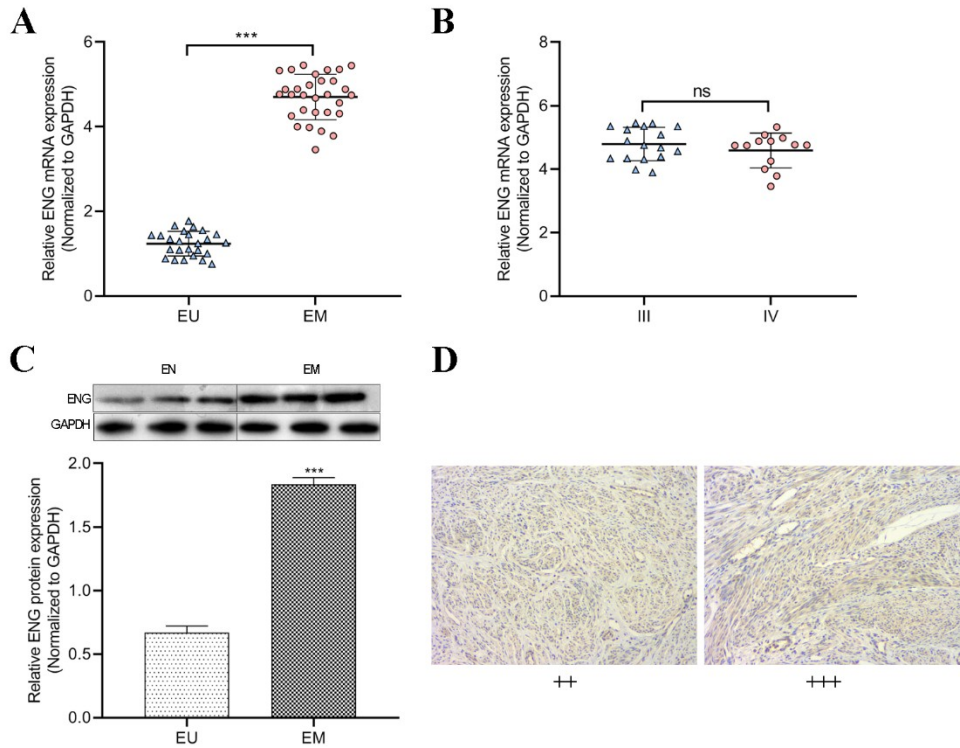 A
Relative ENG mRNA expression
(Normalized to GAPDH)
6
4
2
0
***
EU
EM
B
Relative ENG mRNA expression
(Normalized to GAPDH)
8
6
4
2
0
ns
III
IV
C
EN
EM
ENG
GAPDH
Relative ENG protein expression
(Normalized to GAPDH)
2.0
1.5
1.0
0.5
0.0
***
EU
EM
D
++
+++